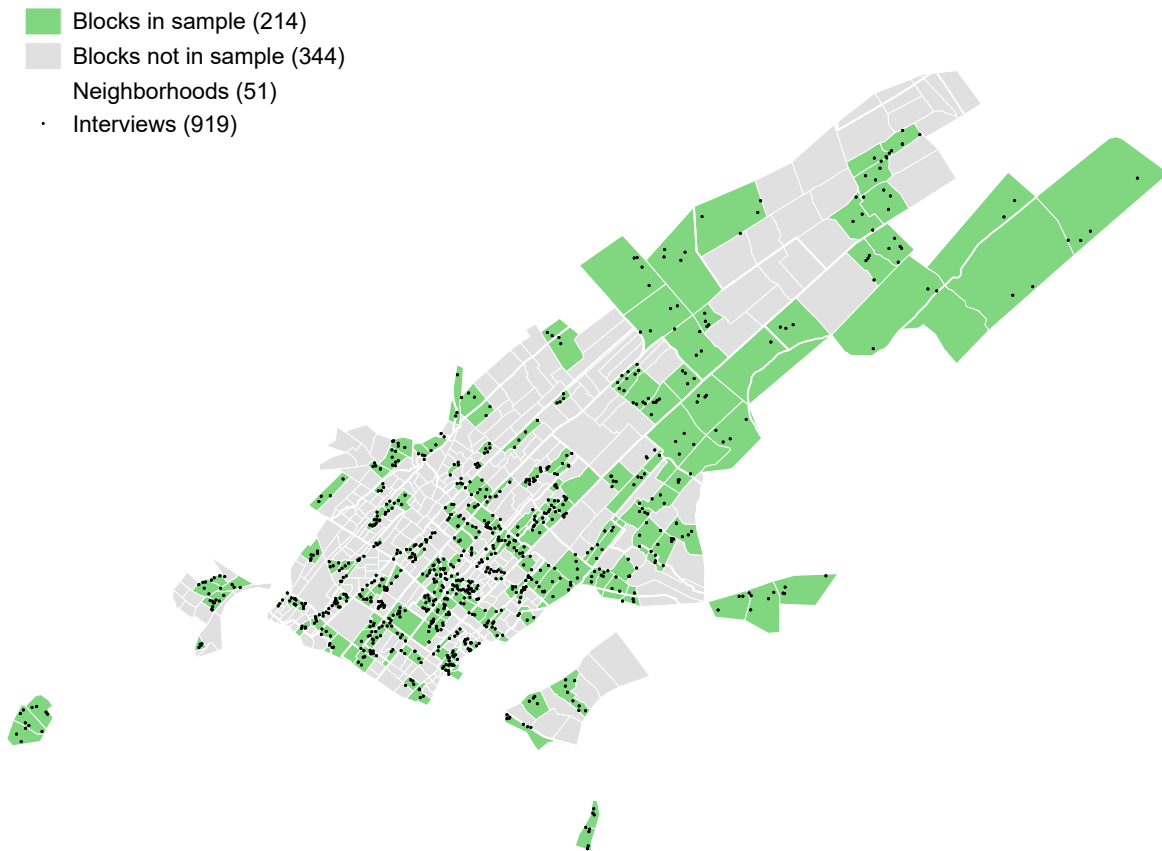 Blocks in sample (214)
Blocks not in sample (344)
Neighborhoods (51)
Interviews (919)